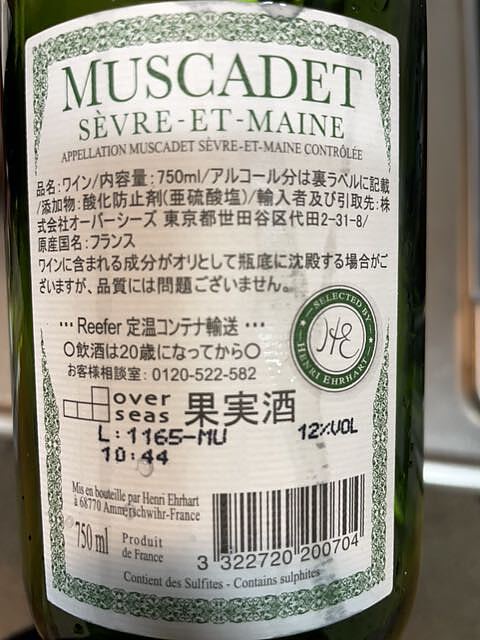 MUSCADET
SÈVRE-ET-MAINE
APPELLATION MUSCADET SÈVRE-ET-MAINE CONTRÔLÉE
品名:ワイン/内容量:750ml/アルコール分は裏ラベルに記載
/添加物:酸化防止剤(亜硫酸塩)/輸入者及び引取先:株
式会社オーバーシーズ 東京都世田谷区代田2-31-8/
原産国名:フランス
ワインに含まれる成分がオリとして瓶底に沈殿する場合がご
ざいますが、品質には問題ございません。
SELECTED BY
HE
HENRI EHRHART
… Reefer 定温コンテナ輸送 …
〇飲酒は20歳になってから〇
お客様相談室:0120-522-582
over
seas 果実酒
L:1165-MU 12%VOL
10:44
Mis en bouteille par Henri Ehrhart
à 68770 Ammerschwihr-France
750 ml Produit
de France
3 322720 200704
Contient des Sulfites - Contains sulphites